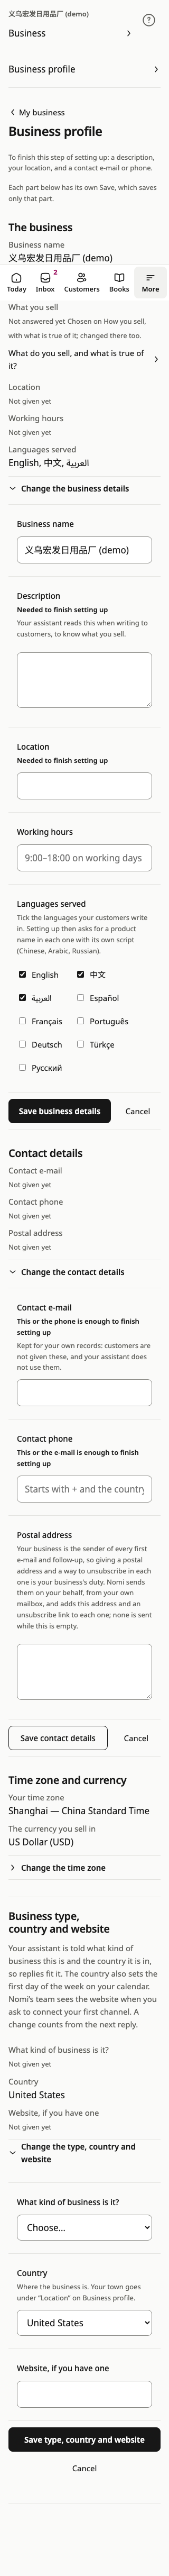 义乌宏发日用品厂 (demo)
Business
?
Business profile
My business
Business profile
To finish this step of setting up: a description,
your location, and a contact e-mail or phone.
Each part below has its own Save, which saves
only that part.
The business
Business name
义乌宏发日用品厂 (demo)
2
Today Inbox Customers Books More
What you sell
Not answered yet Chosen on How you sell,
with what is true of it; changed there too.
What do you sell, and what is true of
it?
Location
Not given yet
Working hours
Not given yet
Languages served
English, 中文, العربية
Change the business details
Business name
义乌宏发日用品厂 (demo)
Description
Needed to finish setting up
Your assistant reads this when writing to
customers, to know what you sell.
Location
Needed to finish setting up
Working hours
9:00–18:00 on working days
Languages served
Tick the languages your customers write
in. Setting up then asks for a product
name in each one with its own script
(Chinese, Arabic, Russian).
English 中文
العربية Español
Français Português
Deutsch Türkçe
Русский
Save business details Cancel
Contact details
Contact e-mail
Not given yet
Contact phone
Not given yet
Postal address
Not given yet
Change the contact details
Contact e-mail
This or the phone is enough to finish
setting up
Kept for your own records: customers are
not given these, and your assistant does
not use them.
Contact phone
This or the e-mail is enough to finish
setting up
Starts with + and the country
Postal address
Your business is the sender of every first
e-mail and follow-up, so giving a postal
address and a way to unsubscribe in each
one is your business's duty. Nomi sends
them on your behalf, from your own
mailbox, and adds this address and an
unsubscribe link to each one; none is sent
while this is empty.
Save contact details Cancel
Time zone and currency
Your time zone
Shanghai — China Standard Time
The currency you sell in
US Dollar (USD)
Change the time zone
Business type,
country and website
Your assistant is told what kind of
business this is and the country it is in,
so replies fit it. The country also sets the
first day of the week on your calendar.
Nomi's team sees the website when you
ask to connect your first channel. A
change counts from the next reply.
What kind of business is it?
Not given yet
Country
United States
Website, if you have one
Not given yet
Change the type, country and
website
What kind of business is it?
Choose...
Country
Where the business is. Your town goes
under “Location” on Business profile.
United States
Website, if you have one
Save type, country and website
Cancel